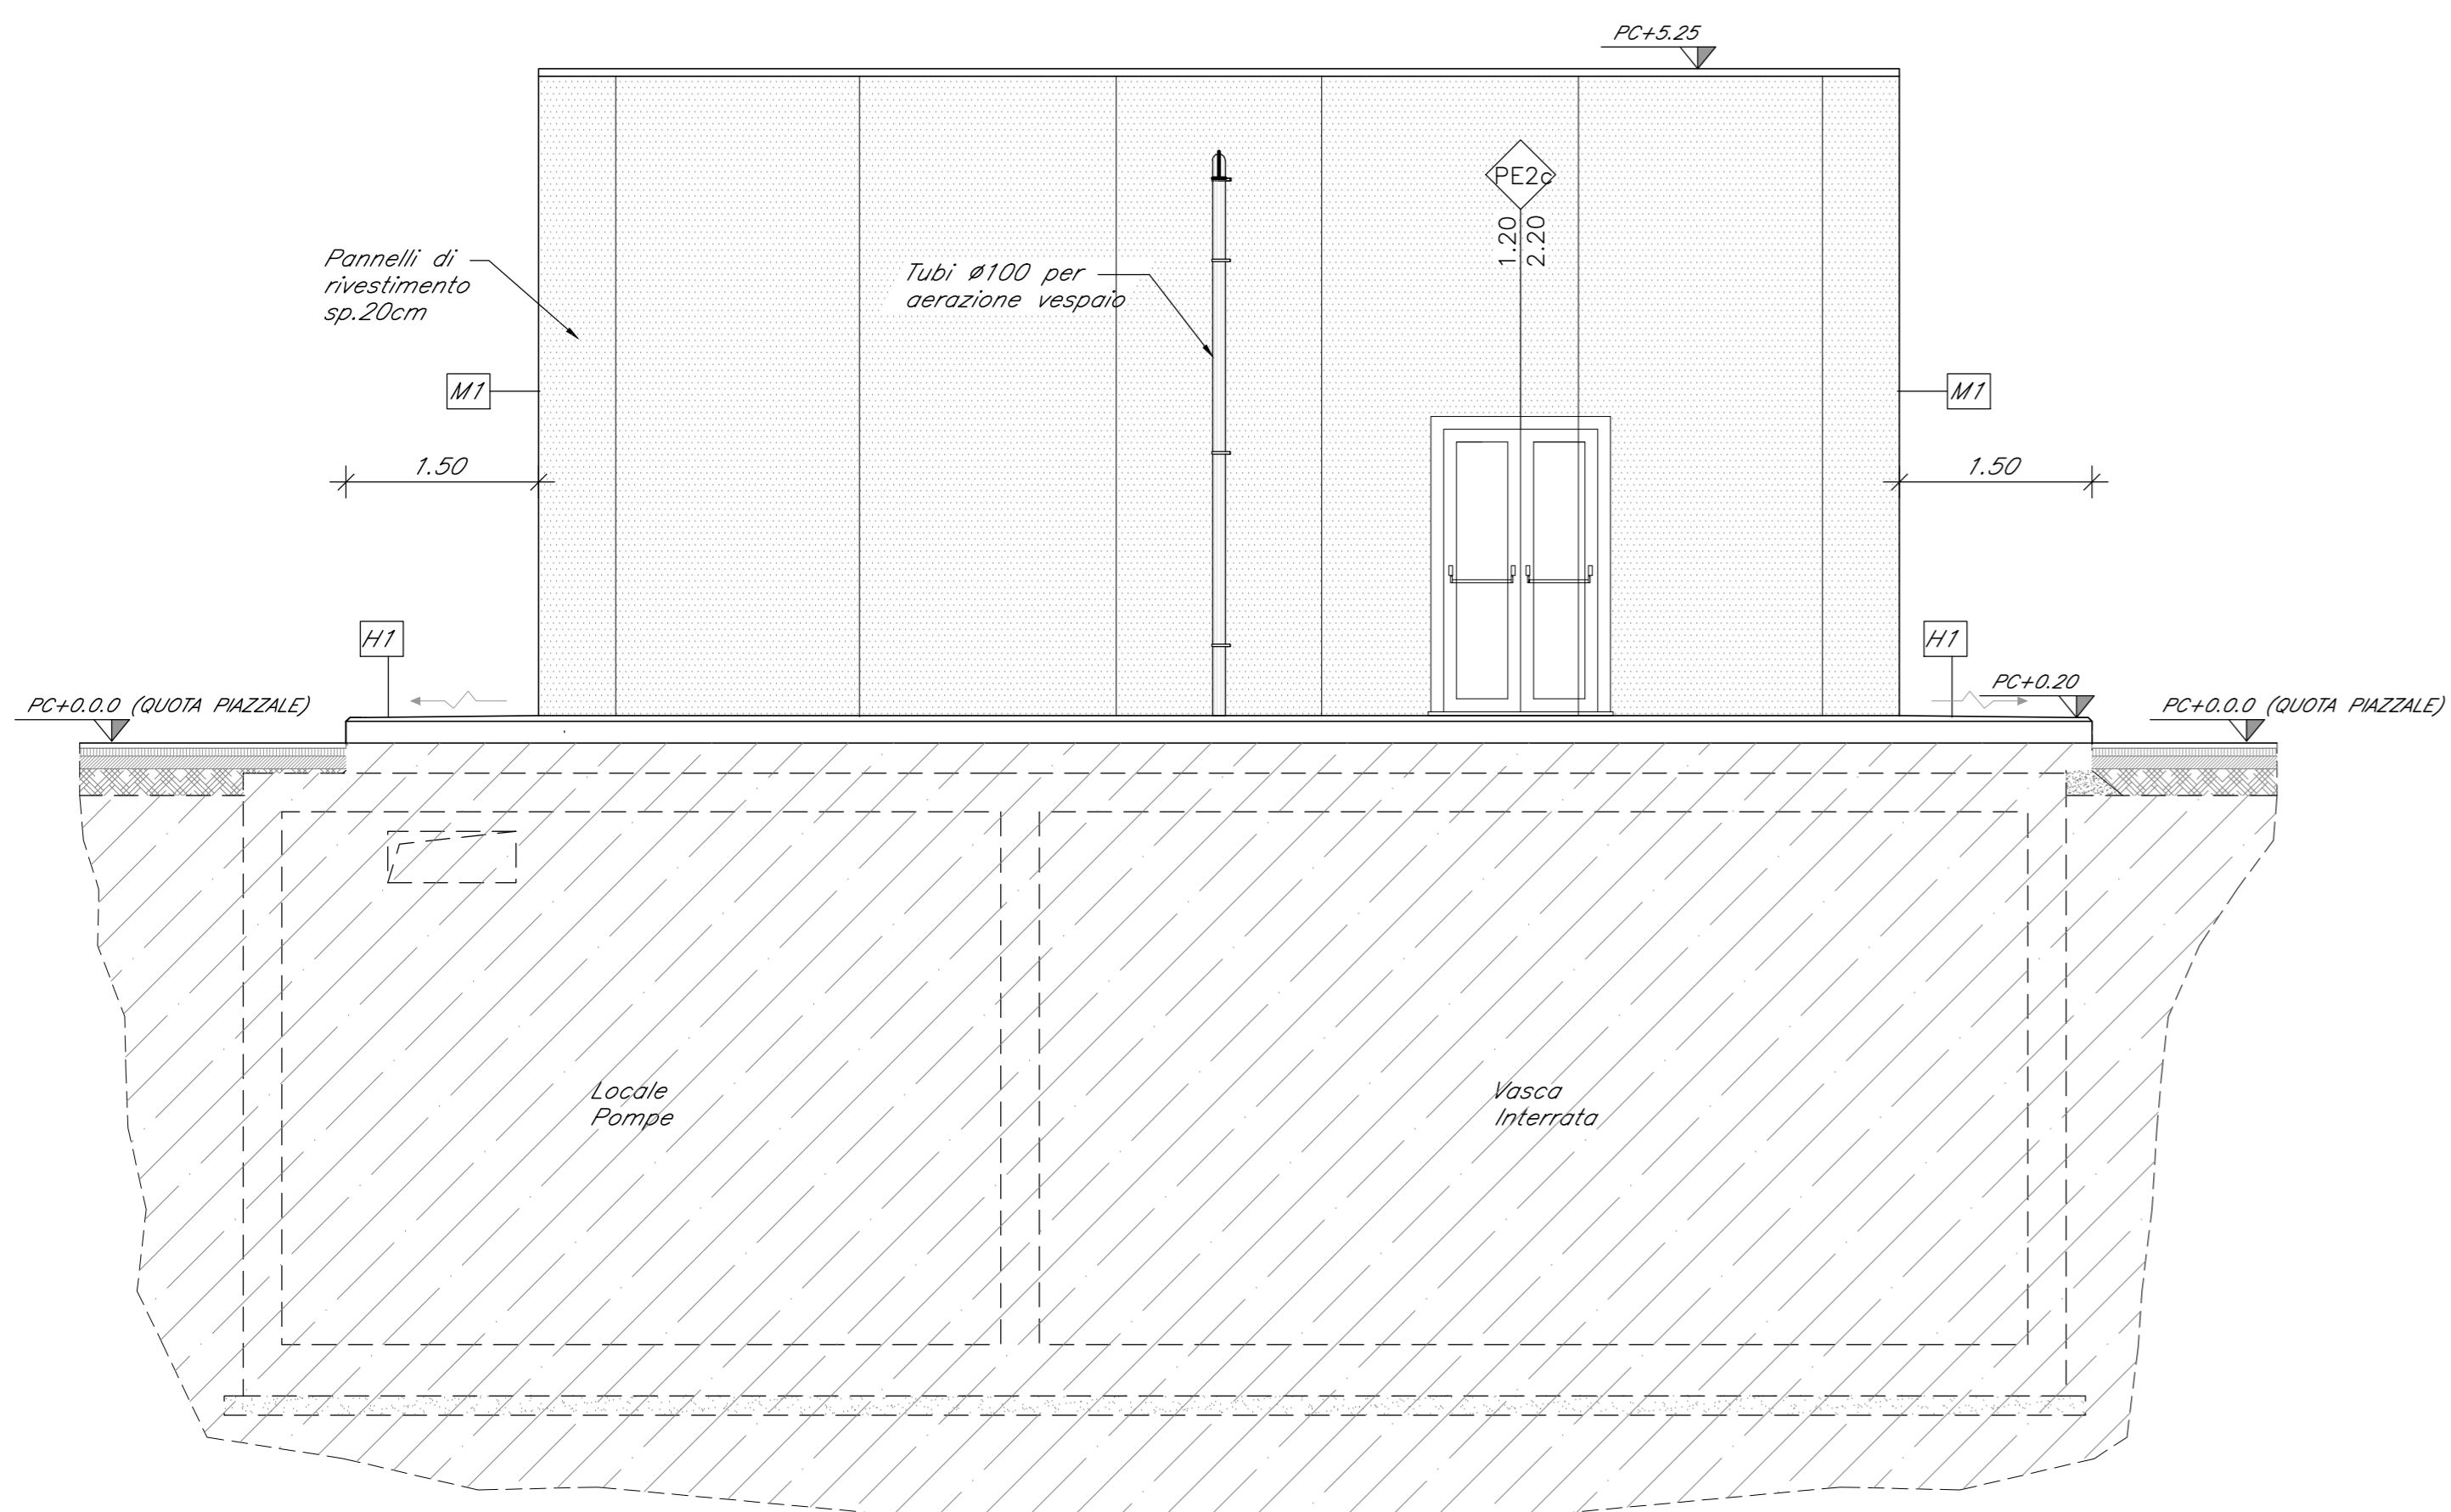 PC+5.25
PE2c
1.20
2.20
Pannelli di
rivestimento
sp.20cm
Tubi ø100 per
aerazione vespaio
M1
M1
1.50
1.50
H1
H1
PC+0.0.0 (QUOTA PIAZZALE)
PC+0.20
PC+0.0.0 (QUOTA PIAZZALE)
Locale
Pompe
Vasca
Interrata